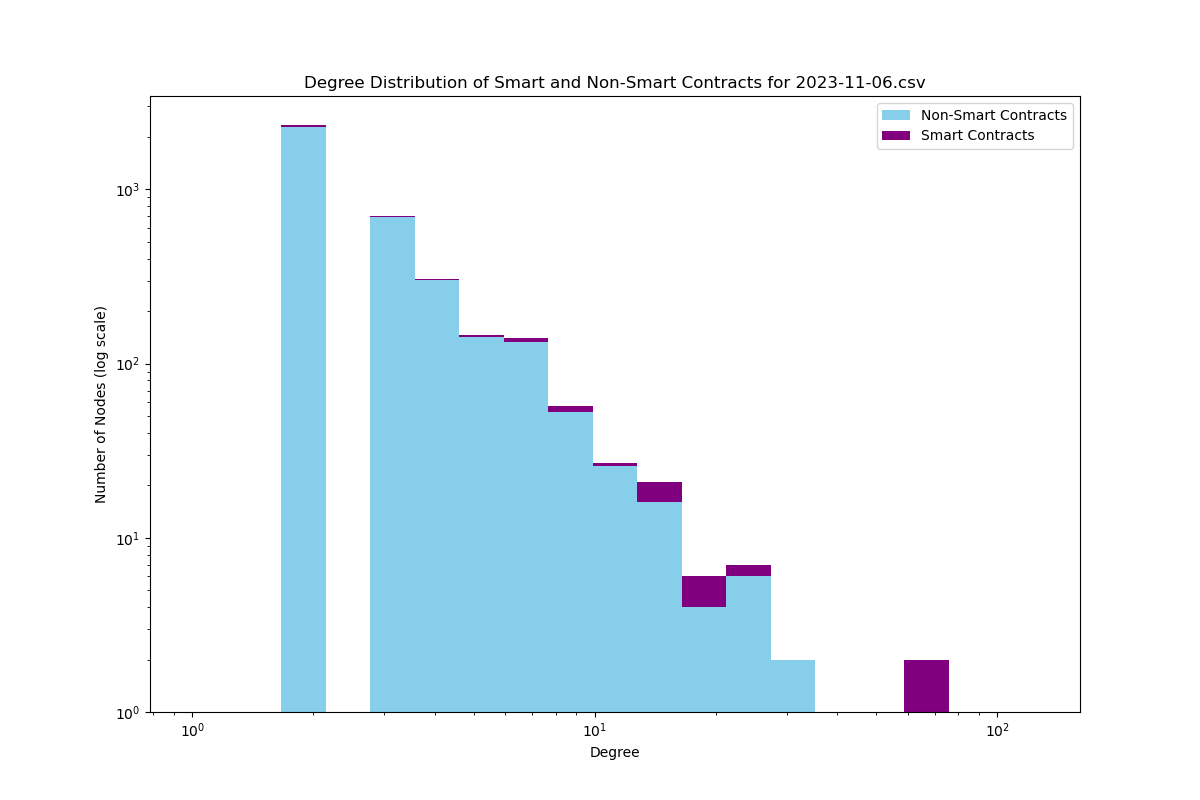 Degree Distribution of Smart and Non-Smart Contracts for 2023-11-06.csv
Non-Smart Contracts
Smart Contracts
Number of Nodes (log scale)
10³
10²
10¹
10⁰
10⁰ 10¹ 10²
Degree